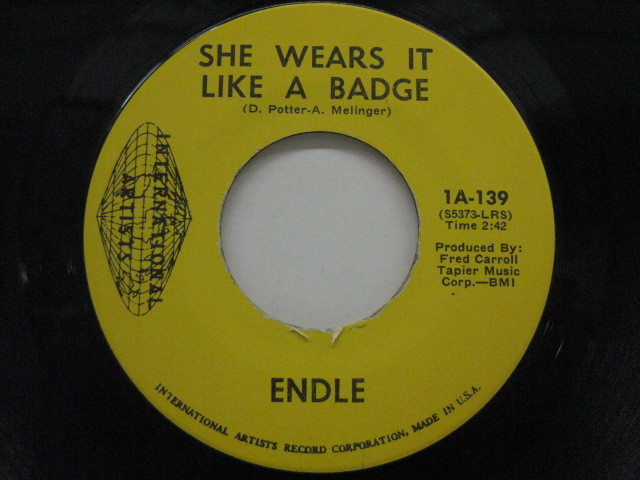 SHE WEARS IT
LIKE A BADGE
(D. Potter-A. Melinger)
INTERNATIONAL
ARTISTS
1A-139
(S5373-LRS)
Time 2:42
Produced By:
Fred Carroll
Tapier Music
Corp.—BMI
ENDLE
INTERNATIONAL ARTISTS RECORD CORPORATION, MADE IN U.S.A.